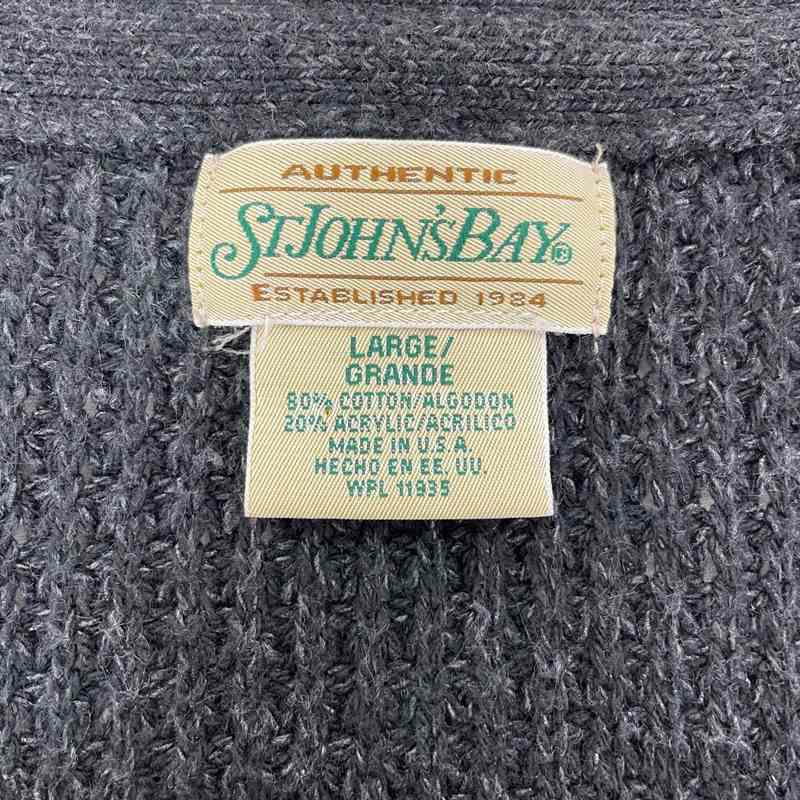 AUTHENTIC
ST JOHN'S BAY®
ESTABLISHED 1984
LARGE/
GRANDE
80% COTTON/ALGODON
20% ACRYLIC/ACRILICO
MADE IN U.S.A.
HECHO EN EE. UU.
WPL 11935